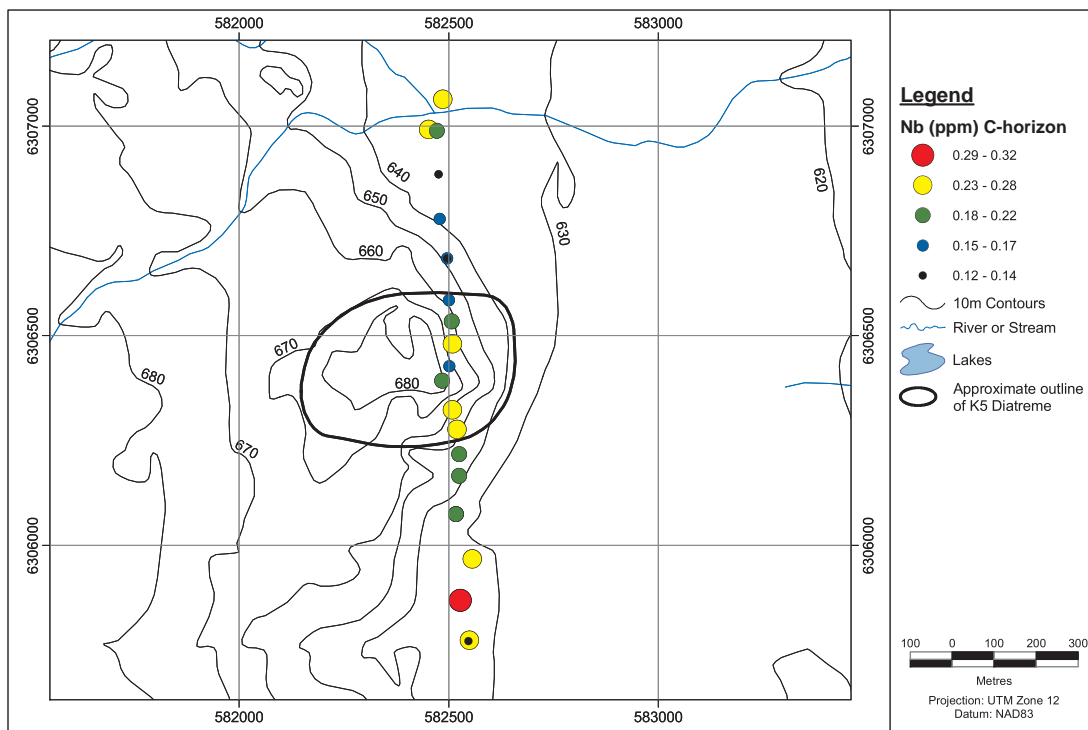 582000 582500 583000
6307000 6307000
640
650
620
630
660
6306500 6306500
670
680 680
670
6306000 6306000
582000 582500 583000
Legend
Nb (ppm) C-horizon
0.29 - 0.32
0.23 - 0.28
0.18 - 0.22
0.15 - 0.17
0.12 - 0.14
10m Contours
River or Stream
Lakes
Approximate outline
of K5 Diatreme
100 0 100 200 300
Metres
Projection: UTM Zone 12
Datum: NAD83